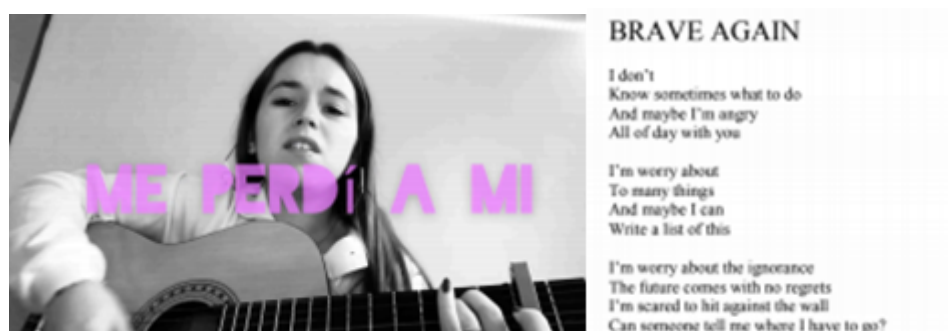 ME PERDÍ A MI
BRAVE AGAIN
I don't
Know sometimes what to do
And maybe I'm angry
All of day with you
I'm worry about
To many things
And maybe I can
Write a list of this
I'm worry about the ignorance
The future comes with no regrets
I'm scared to hit against the wall
Can someone tell me where I have to go?